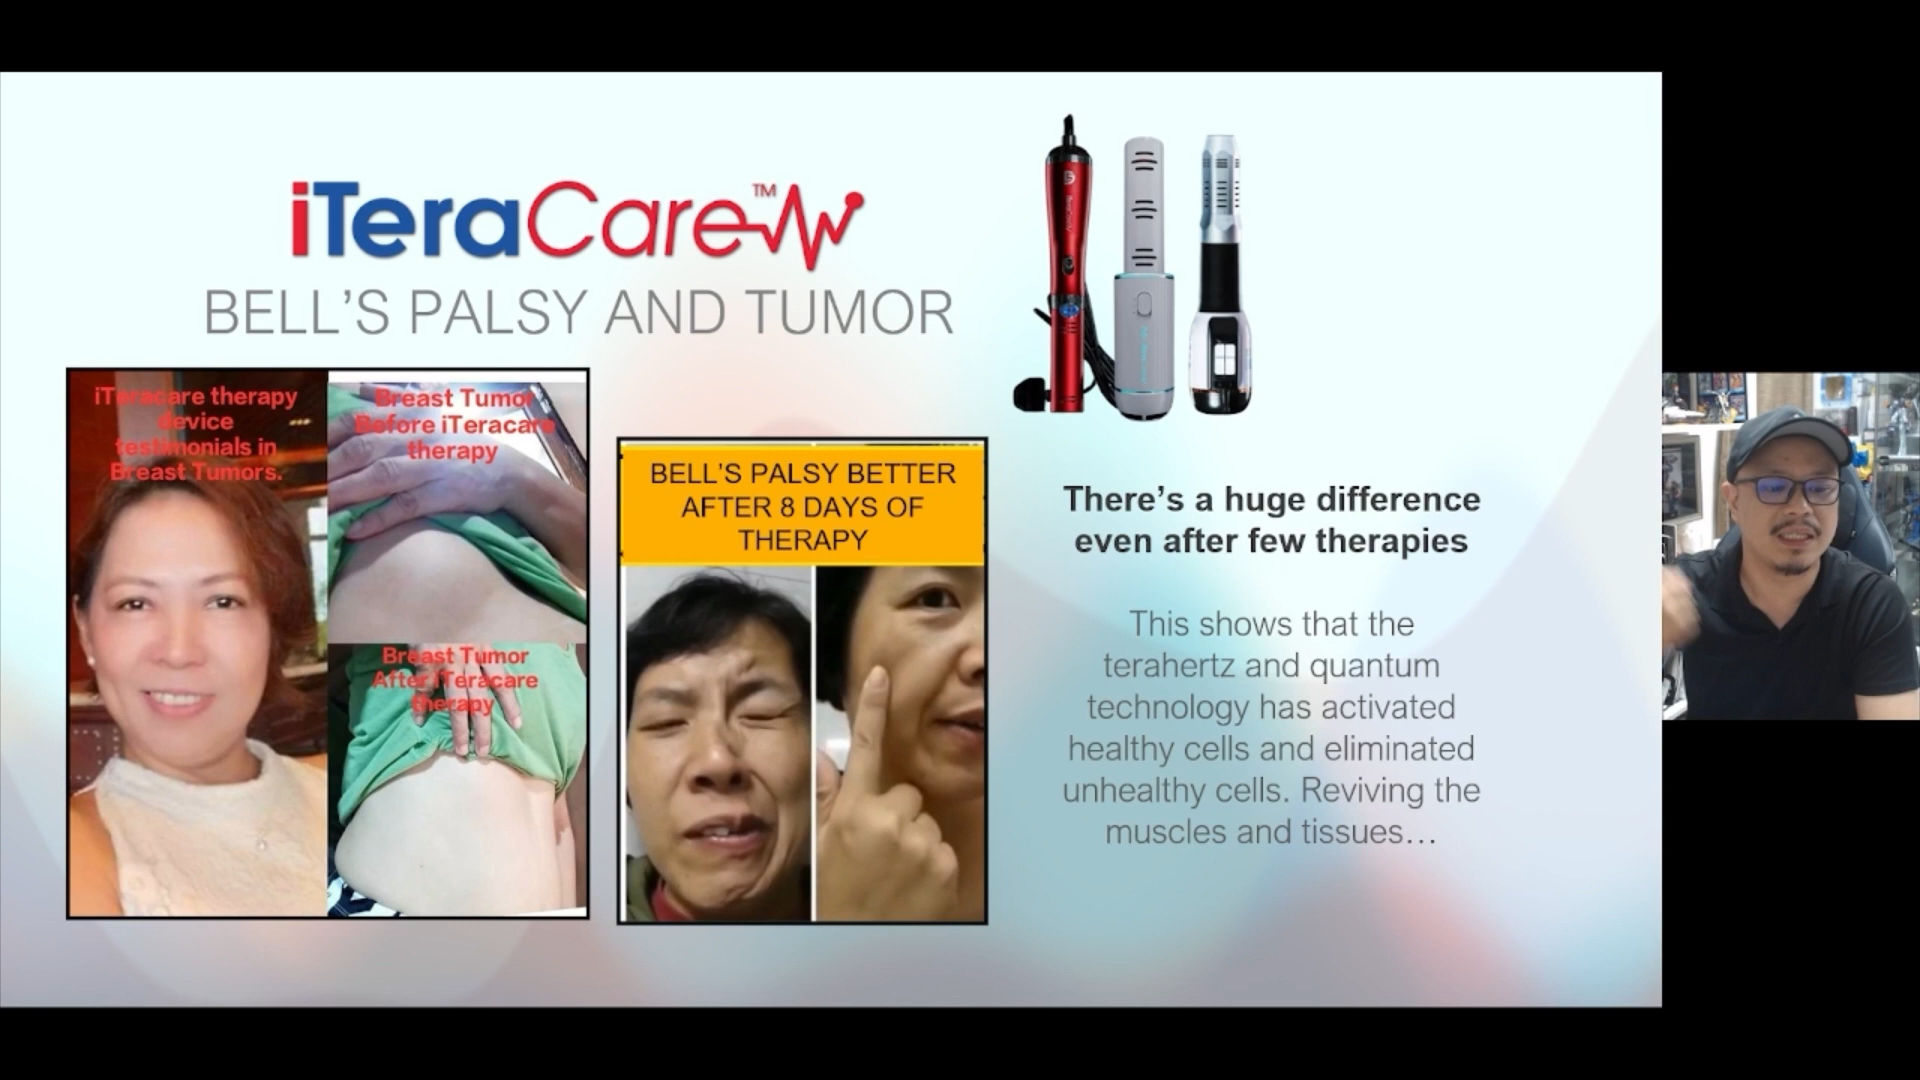 iTeraCare™
BELL'S PALSY AND TUMOR
iTeracare therapy
device
testimonials in
Breast Tumors.
Breast Tumor
Before iTeracare
therapy
Breast Tumor
After iTeracare
therapy
BELL'S PALSY BETTER
AFTER 8 DAYS OF
THERAPY
There's a huge difference
even after few therapies
This shows that the
terahertz and quantum
technology has activated
healthy cells and eliminated
unhealthy cells. Reviving the
muscles and tissues...